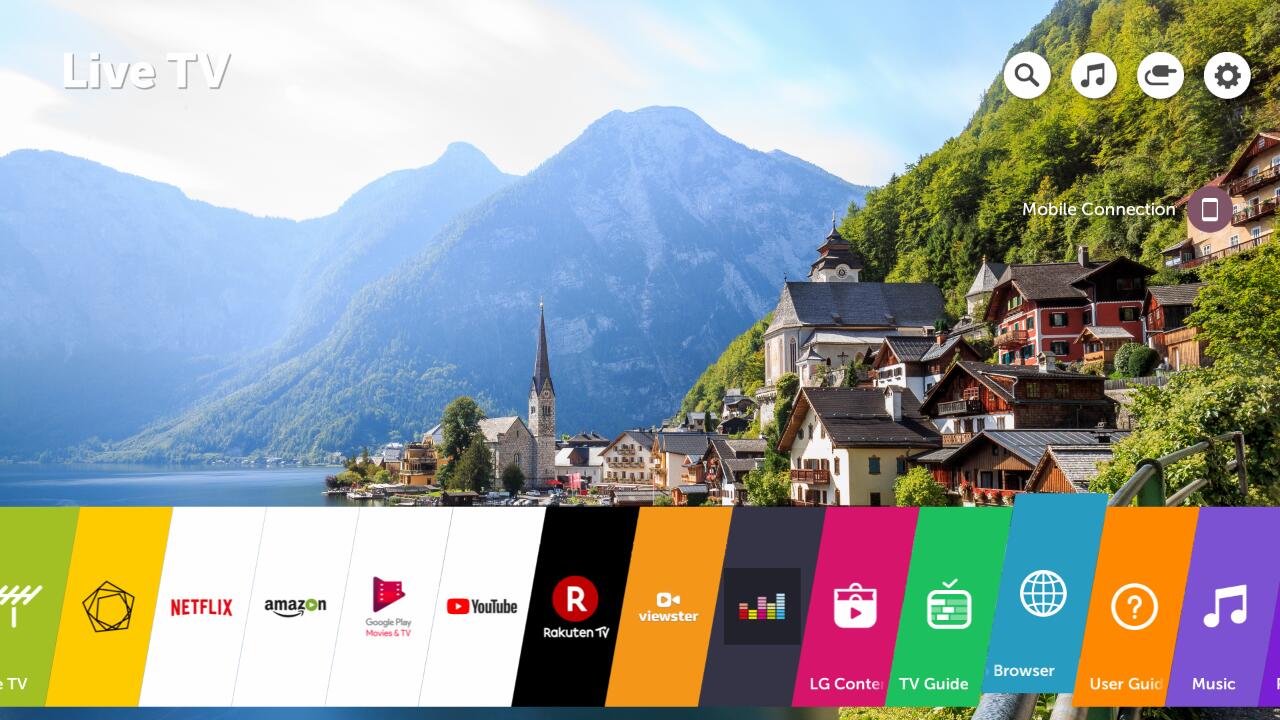 Live TV
Mobile Connection
NETFLIX
amazon
Google Play
Movies & TV
YouTube
R
Rakuten TV
viewster
e TV
LG Conte
TV Guide
Browser
?
User Guid
Music